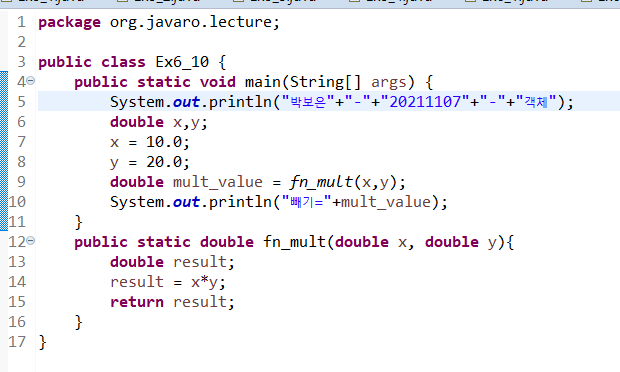 1 package org.javaro.lecture;
2
3 public class Ex6_10 {
4     public static void main(String[] args) {
5         System.out.println("박보은"+"-"+"20211107"+"-"+"객체");
6         double x,y;
7         x = 10.0;
8         y = 20.0;
9         double mult_value = fn_mult(x,y);
10         System.out.println("빼기="+mult_value);
11     }
12     public static double fn_mult(double x, double y){
13         double result;
14         result = x*y;
15         return result;
16     }
17 }